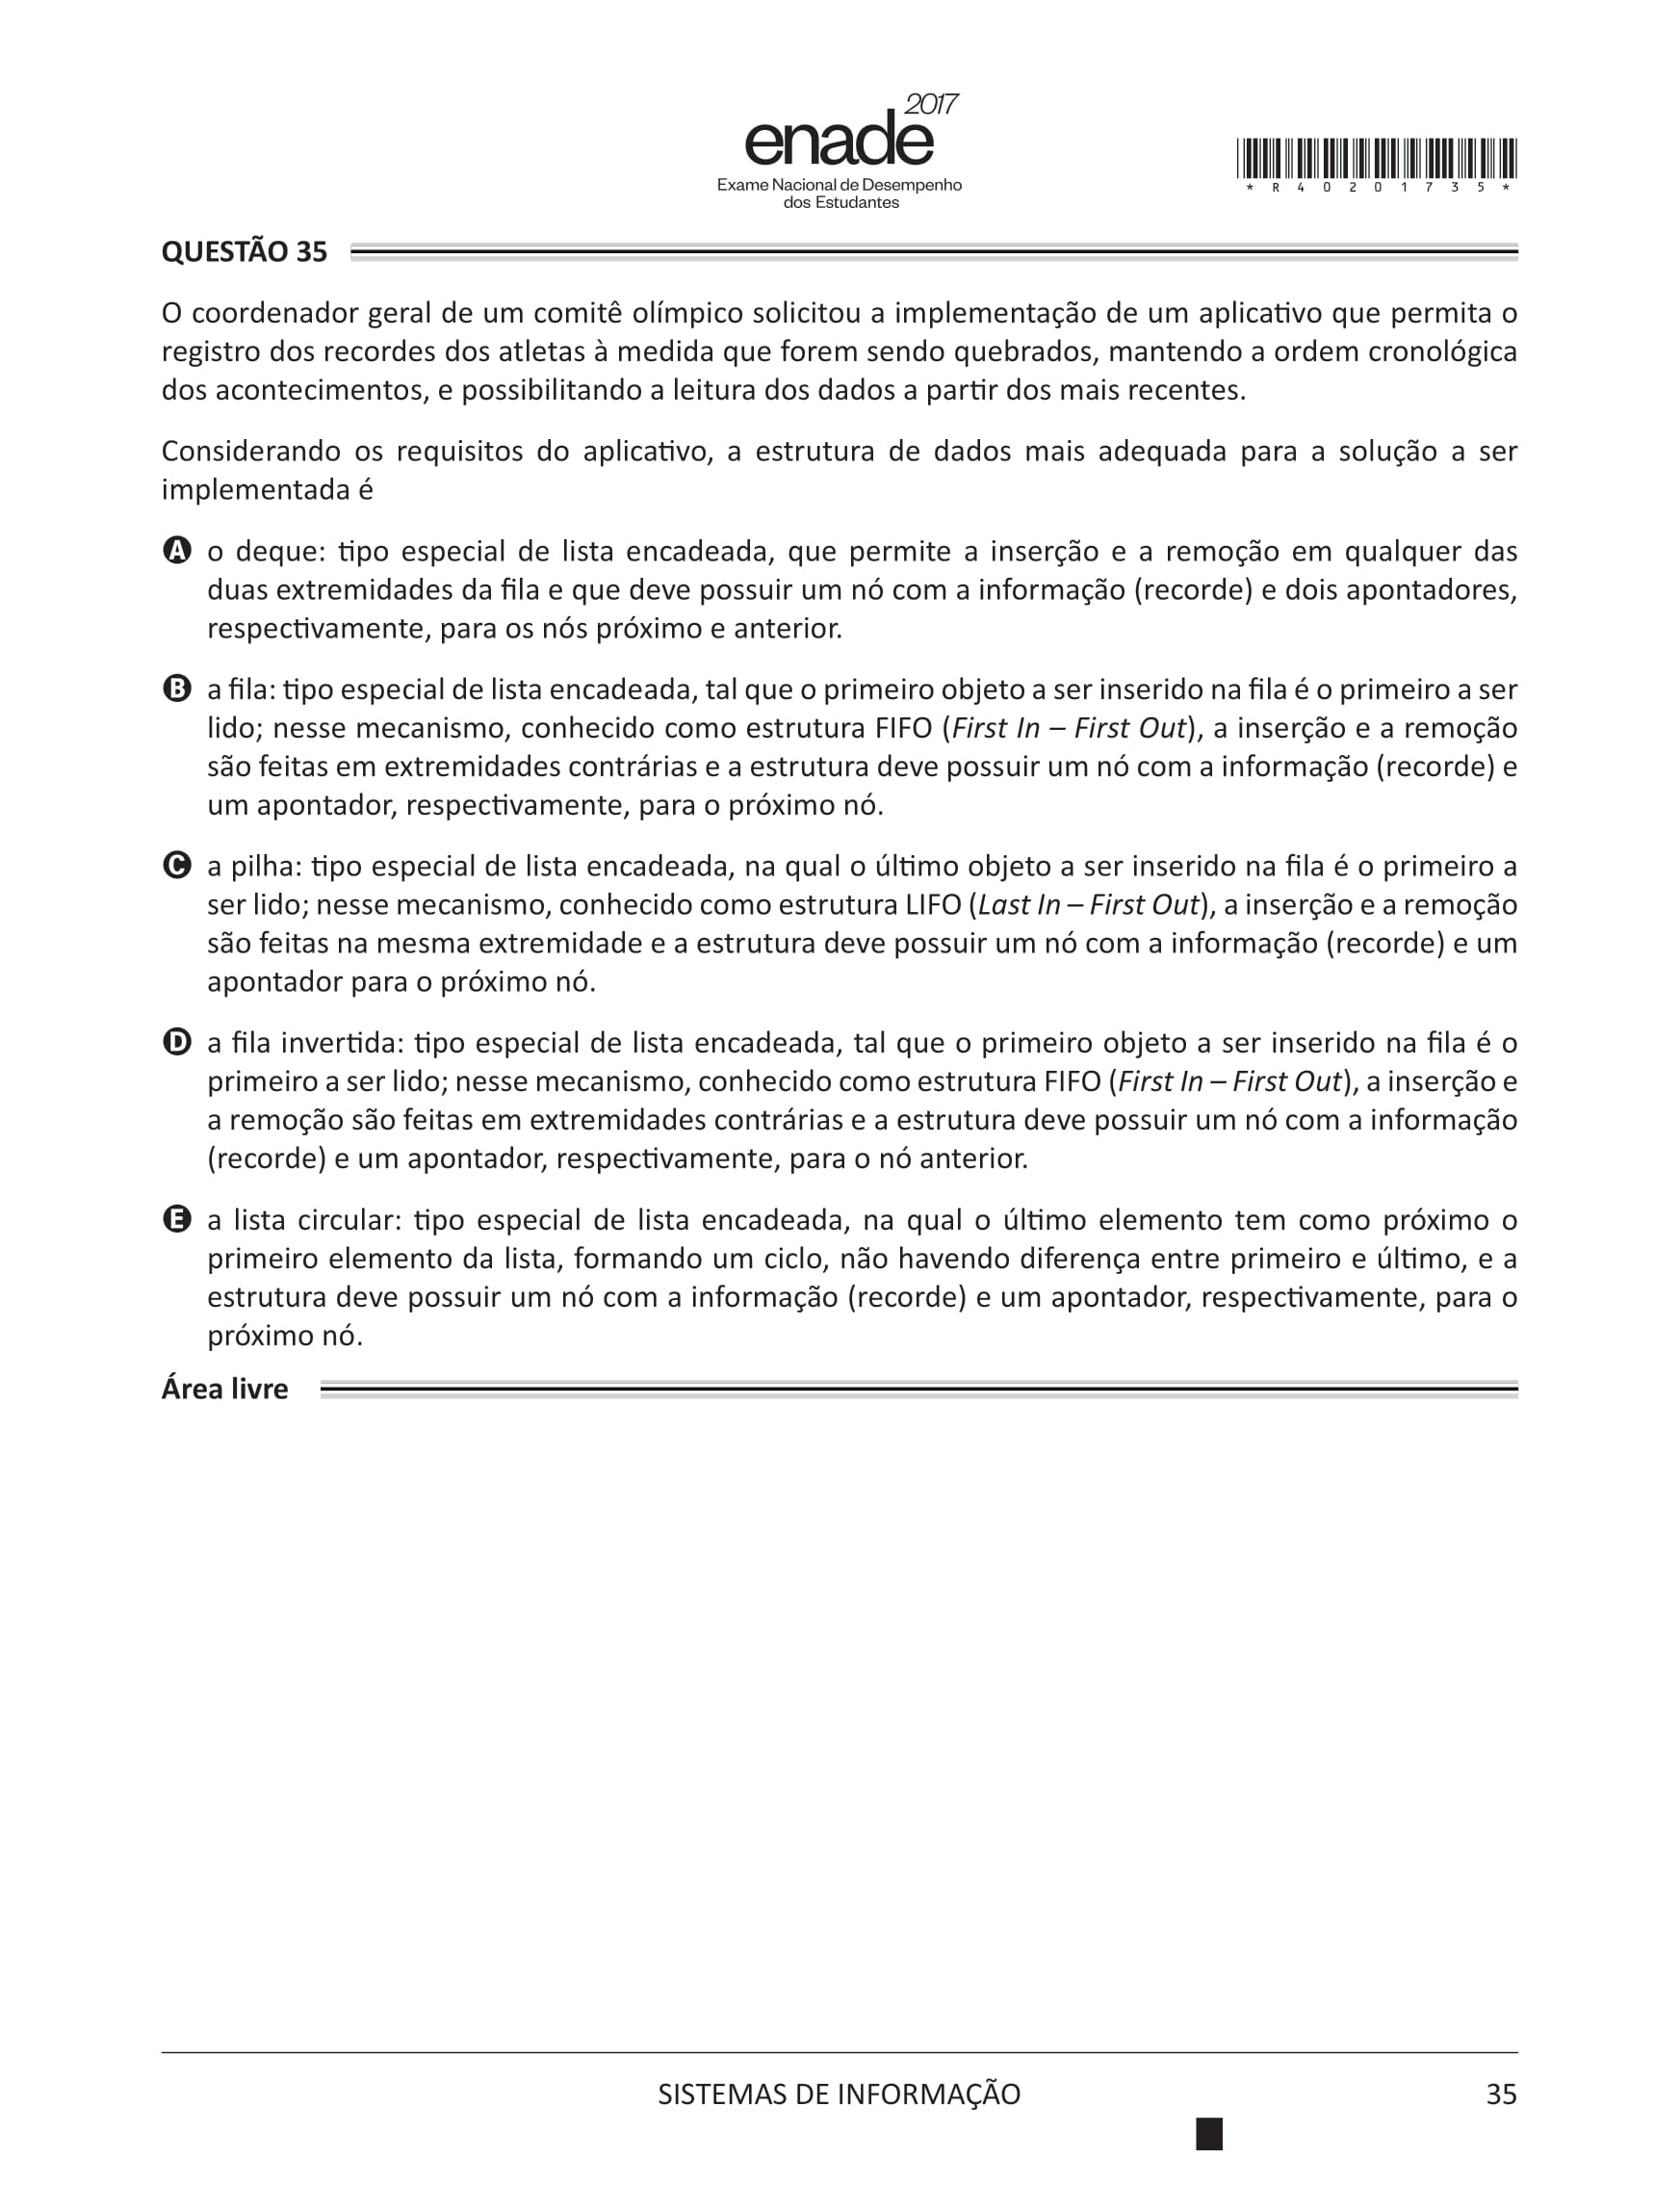 2017
enade
Exame Nacional de Desempenho
dos Estudantes
* R 4 0 2 0 1 7 3 5 *
QUESTÃO 35
O coordenador geral de um comitê olímpico solicitou a implementação de um aplicativo que permita o
registro dos recordes dos atletas à medida que forem sendo quebrados, mantendo a ordem cronológica
dos acontecimentos, e possibilitando a leitura dos dados a partir dos mais recentes.
Considerando os requisitos do aplicativo, a estrutura de dados mais adequada para a solução a ser
implementada é
A o deque: tipo especial de lista encadeada, que permite a inserção e a remoção em qualquer das
duas extremidades da fila e que deve possuir um nó com a informação (recorde) e dois apontadores,
respectivamente, para os nós próximo e anterior.
B a fila: tipo especial de lista encadeada, tal que o primeiro objeto a ser inserido na fila é o primeiro a ser
lido; nesse mecanismo, conhecido como estrutura FIFO (First In – First Out), a inserção e a remoção
são feitas em extremidades contrárias e a estrutura deve possuir um nó com a informação (recorde) e
um apontador, respectivamente, para o próximo nó.
C a pilha: tipo especial de lista encadeada, na qual o último objeto a ser inserido na fila é o primeiro a
ser lido; nesse mecanismo, conhecido como estrutura LIFO (Last In – First Out), a inserção e a remoção
são feitas na mesma extremidade e a estrutura deve possuir um nó com a informação (recorde) e um
apontador para o próximo nó.
D a fila invertida: tipo especial de lista encadeada, tal que o primeiro objeto a ser inserido na fila é o
primeiro a ser lido; nesse mecanismo, conhecido como estrutura FIFO (First In – First Out), a inserção e
a remoção são feitas em extremidades contrárias e a estrutura deve possuir um nó com a informação
(recorde) e um apontador, respectivamente, para o nó anterior.
E a lista circular: tipo especial de lista encadeada, na qual o último elemento tem como próximo o
primeiro elemento da lista, formando um ciclo, não havendo diferença entre primeiro e último, e a
estrutura deve possuir um nó com a informação (recorde) e um apontador, respectivamente, para o
próximo nó.
Área livre
SISTEMAS DE INFORMAÇÃO
35